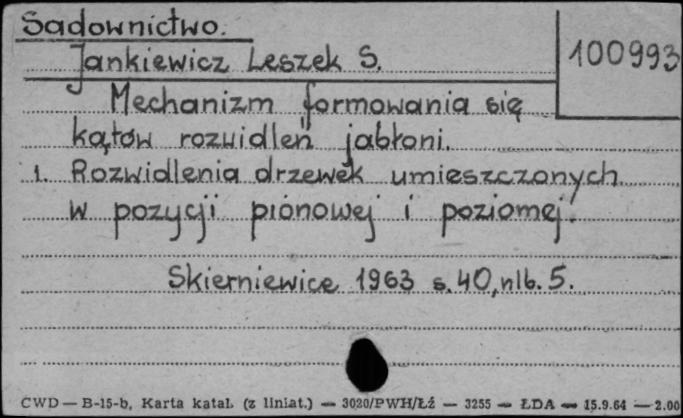 Sadownictwo.
100993
Jankiewicz Leszek S.
Mechanizm formowania się
kątów rozwidleń jabłoni.
1. Rozwidlenia drzewek umieszczonych
w pozycji pionowej i poziomej.
Skierniewice 1963 s. 40, nlb. 5.
CWD — B-15-b, Karta katal. (z liniat.) — 3020/PWH/Łź — 3255 — ŁDA — 15.9.64 — 2.00